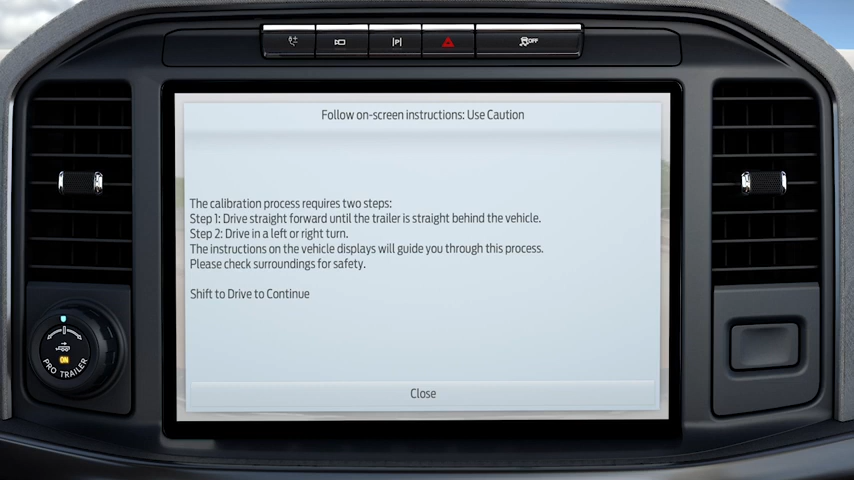 OFF
Follow on-screen instructions: Use Caution
The calibration process requires two steps:
Step 1: Drive straight forward until the trailer is straight behind the vehicle.
Step 2: Drive in a left or right turn.
The instructions on the vehicle displays will guide you through this process.
Please check surroundings for safety.
Shift to Drive to Continue
Close
ON
PRO TRAILER